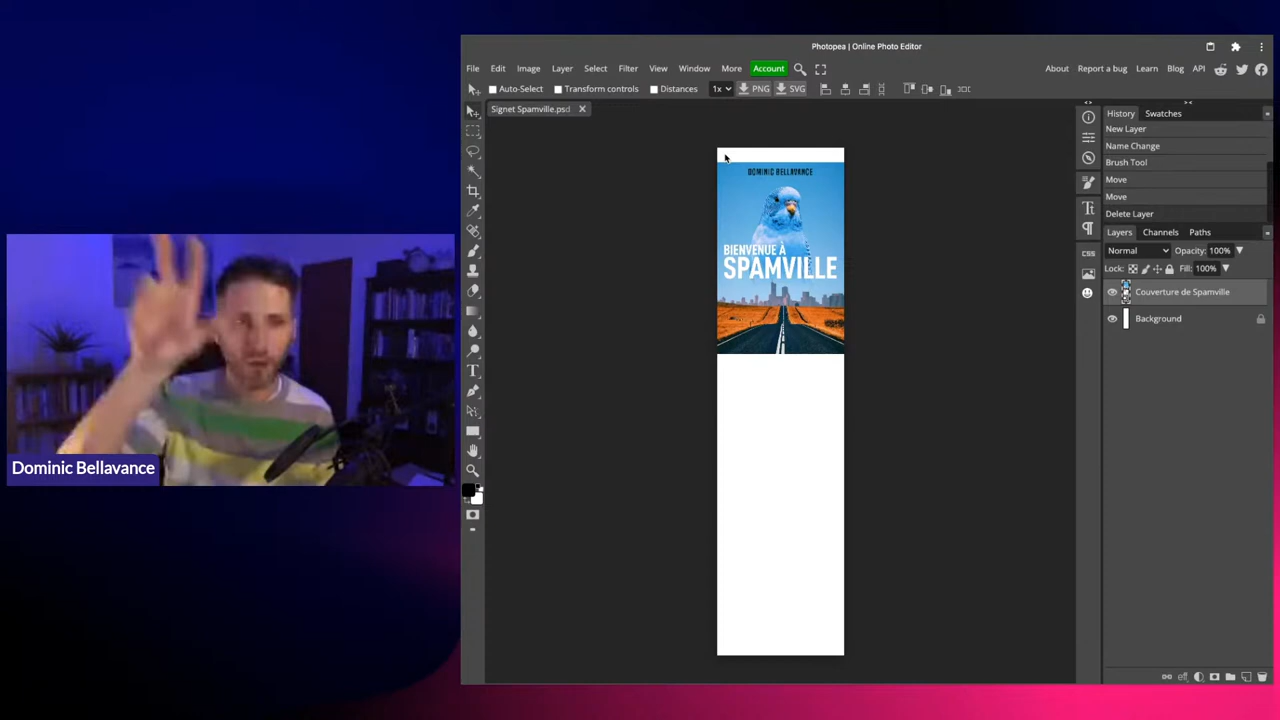 Photopea | Online Photo Editor
File Edit Image Layer Select Filter View Window More Account
About Report a bug Learn Blog API
Auto-Select Transform controls Distances 1x PNG SVG
Signet Spamville.psd
History Swatches
New Layer
Name Change
Brush Tool
Move
Move
Delete Layer
Layers Channels Paths
Normal Opacity: 100%
Lock: Fill: 100%
Couverture de Spamville
Background
CSS
eff
DOMINIC BELLAVANCE
BIENVENUE À
SPAMVILLE
Dominic Bellavance